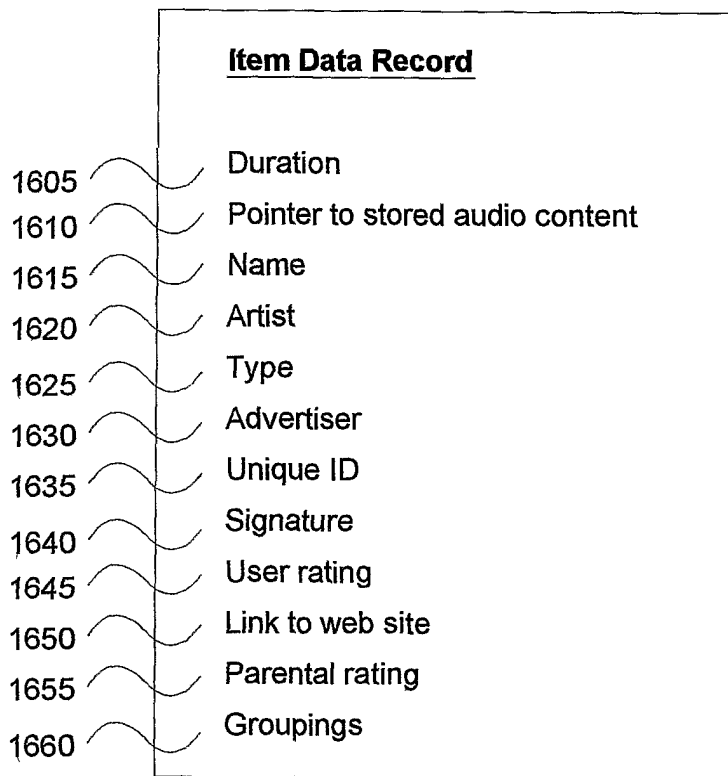 Item Data Record
1605 Duration
1610 Pointer to stored audio content
1615 Name
1620 Artist
1625 Type
1630 Advertiser
1635 Unique ID
1640 Signature
1645 User rating
1650 Link to web site
1655 Parental rating
1660 Groupings